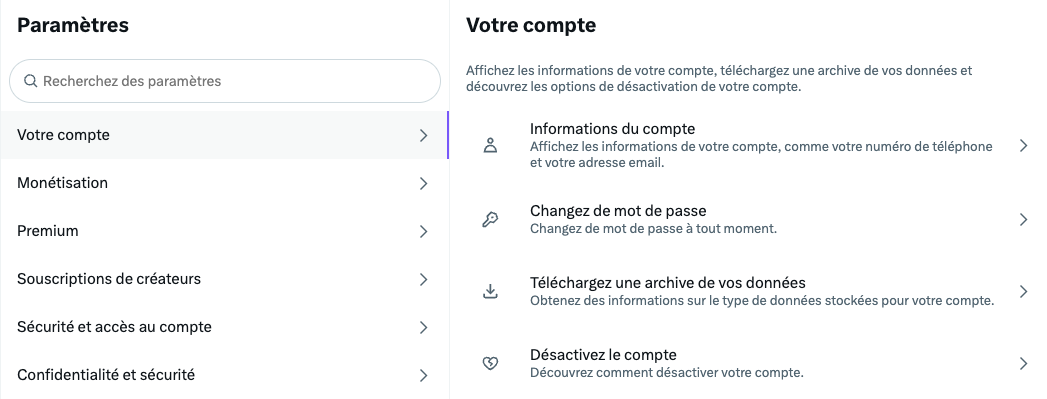 Paramètres
Recherchez des paramètres
Votre compte
Monétisation
Premium
Souscriptions de créateurs
Sécurité et accès au compte
Confidentialité et sécurité
Votre compte
Affichez les informations de votre compte, téléchargez une archive de vos données et
découvrez les options de désactivation de votre compte.
Informations du compte
Affichez les informations de votre compte, comme votre numéro de téléphone
et votre adresse email.
Changez de mot de passe
Changez de mot de passe à tout moment.
Téléchargez une archive de vos données
Obtenez des informations sur le type de données stockées pour votre compte.
Désactivez le compte
Découvrez comment désactiver votre compte.